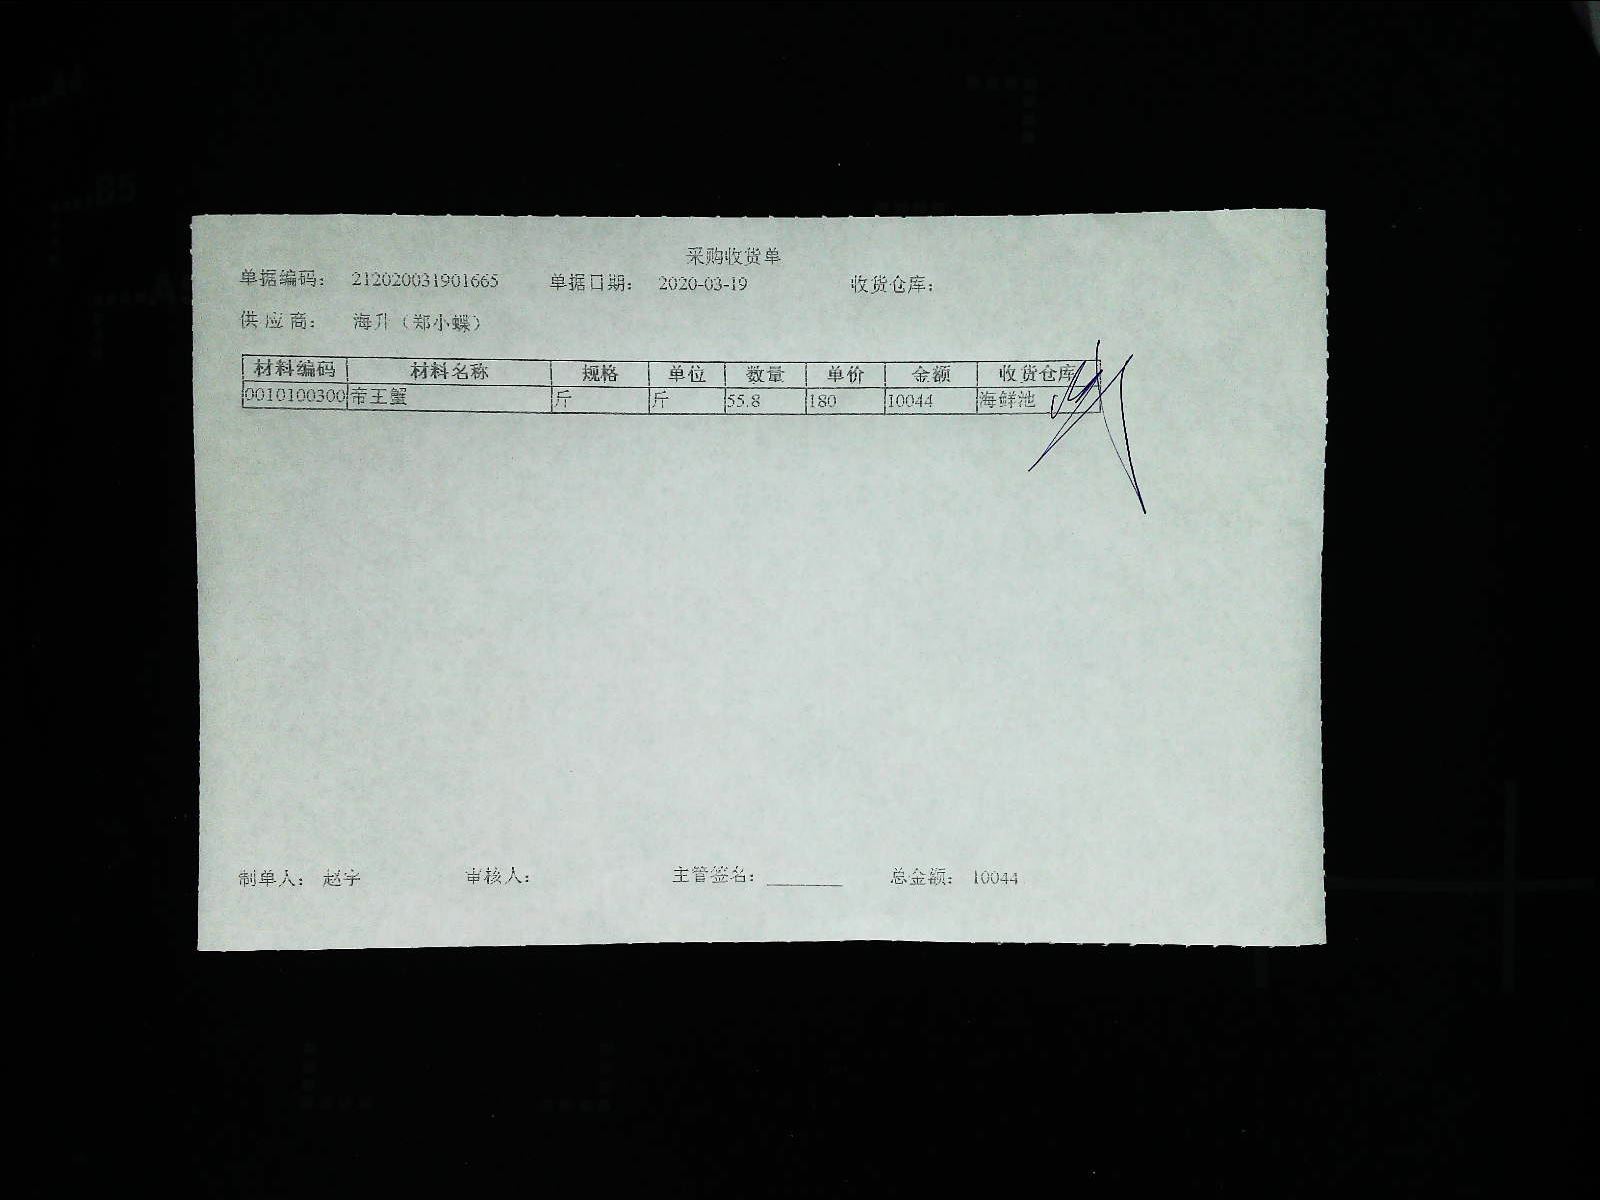 采购收货单
单据编码： 212020031901665 单据日期： 2020-03-19 收货仓库：
供应商： 海升（郑小蝶）
材料编码 材料名称 规格 单位 数量 单价 金额 收货仓库
0010100300 帝王蟹 斤 斤 55.8 180 10044 海鲜池
制单人： 赵宇 审核人： 主管签名：________ 总金额： 10044